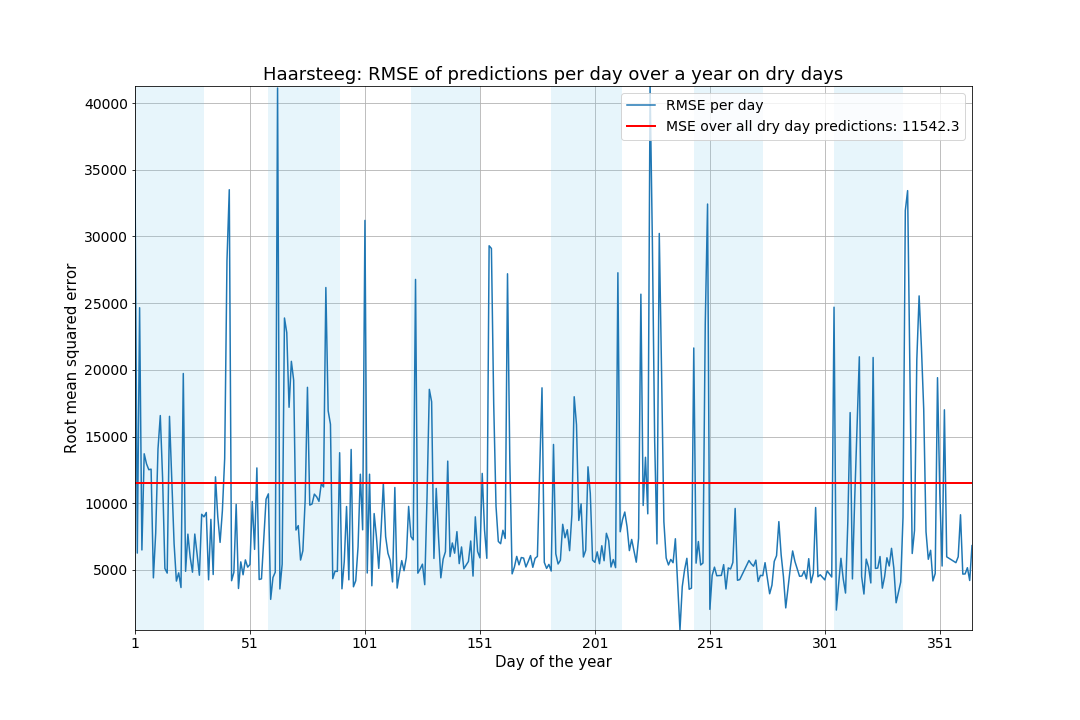 Haarsteeg: RMSE of predictions per day over a year on dry days
RMSE per day
MSE over all dry day predictions: 11542.3
Root mean squared error
40000
35000
30000
25000
20000
15000
10000
5000
1 51 101 151 201 251 301 351
Day of the year